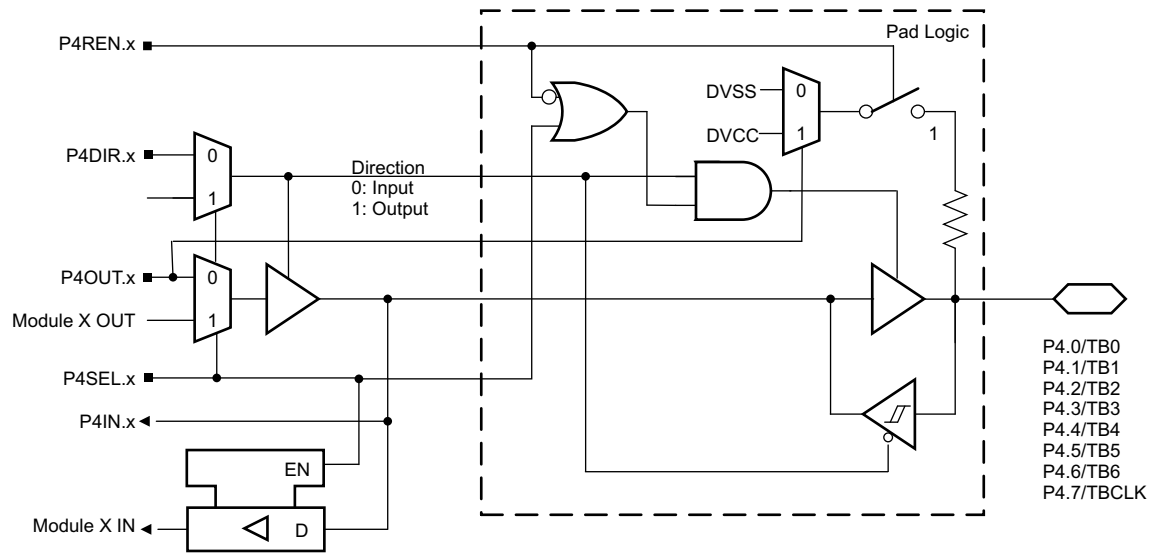 Pad Logic
P4REN.x
DVSS
0
DVCC
1
1
P4DIR.x
0
1
Direction
0: Input
1: Output
P4OUT.x
0
Module X OUT
1
P4SEL.x
P4IN.x
EN
Module X IN
D
P4.0/TB0
P4.1/TB1
P4.2/TB2
P4.3/TB3
P4.4/TB4
P4.5/TB5
P4.6/TB6
P4.7/TBCLK